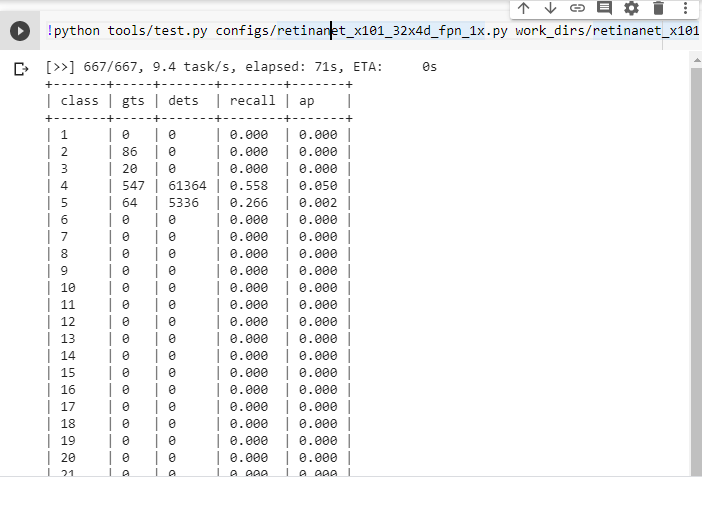 !python tools/test.py configs/retinanet_x101_32x4d_fpn_1x.py work_dirs/retinanet_x101
[>>] 667/667, 9.4 task/s, elapsed: 71s, ETA:     0s
+-------+-----+-------+--------+-------+
| class | gts | dets  | recall | ap    |
+-------+-----+-------+--------+-------+
| 1     | 0   | 0     | 0.000  | 0.000 |
| 2     | 86  | 0     | 0.000  | 0.000 |
| 3     | 20  | 0     | 0.000  | 0.000 |
| 4     | 547 | 61364 | 0.558  | 0.050 |
| 5     | 64  | 5336  | 0.266  | 0.002 |
| 6     | 0   | 0     | 0.000  | 0.000 |
| 7     | 0   | 0     | 0.000  | 0.000 |
| 8     | 0   | 0     | 0.000  | 0.000 |
| 9     | 0   | 0     | 0.000  | 0.000 |
| 10    | 0   | 0     | 0.000  | 0.000 |
| 11    | 0   | 0     | 0.000  | 0.000 |
| 12    | 0   | 0     | 0.000  | 0.000 |
| 13    | 0   | 0     | 0.000  | 0.000 |
| 14    | 0   | 0     | 0.000  | 0.000 |
| 15    | 0   | 0     | 0.000  | 0.000 |
| 16    | 0   | 0     | 0.000  | 0.000 |
| 17    | 0   | 0     | 0.000  | 0.000 |
| 18    | 0   | 0     | 0.000  | 0.000 |
| 19    | 0   | 0     | 0.000  | 0.000 |
| 20    | 0   | 0     | 0.000  | 0.000 |
| 21    | 0   | 0     | 0.000  | 0.000 |